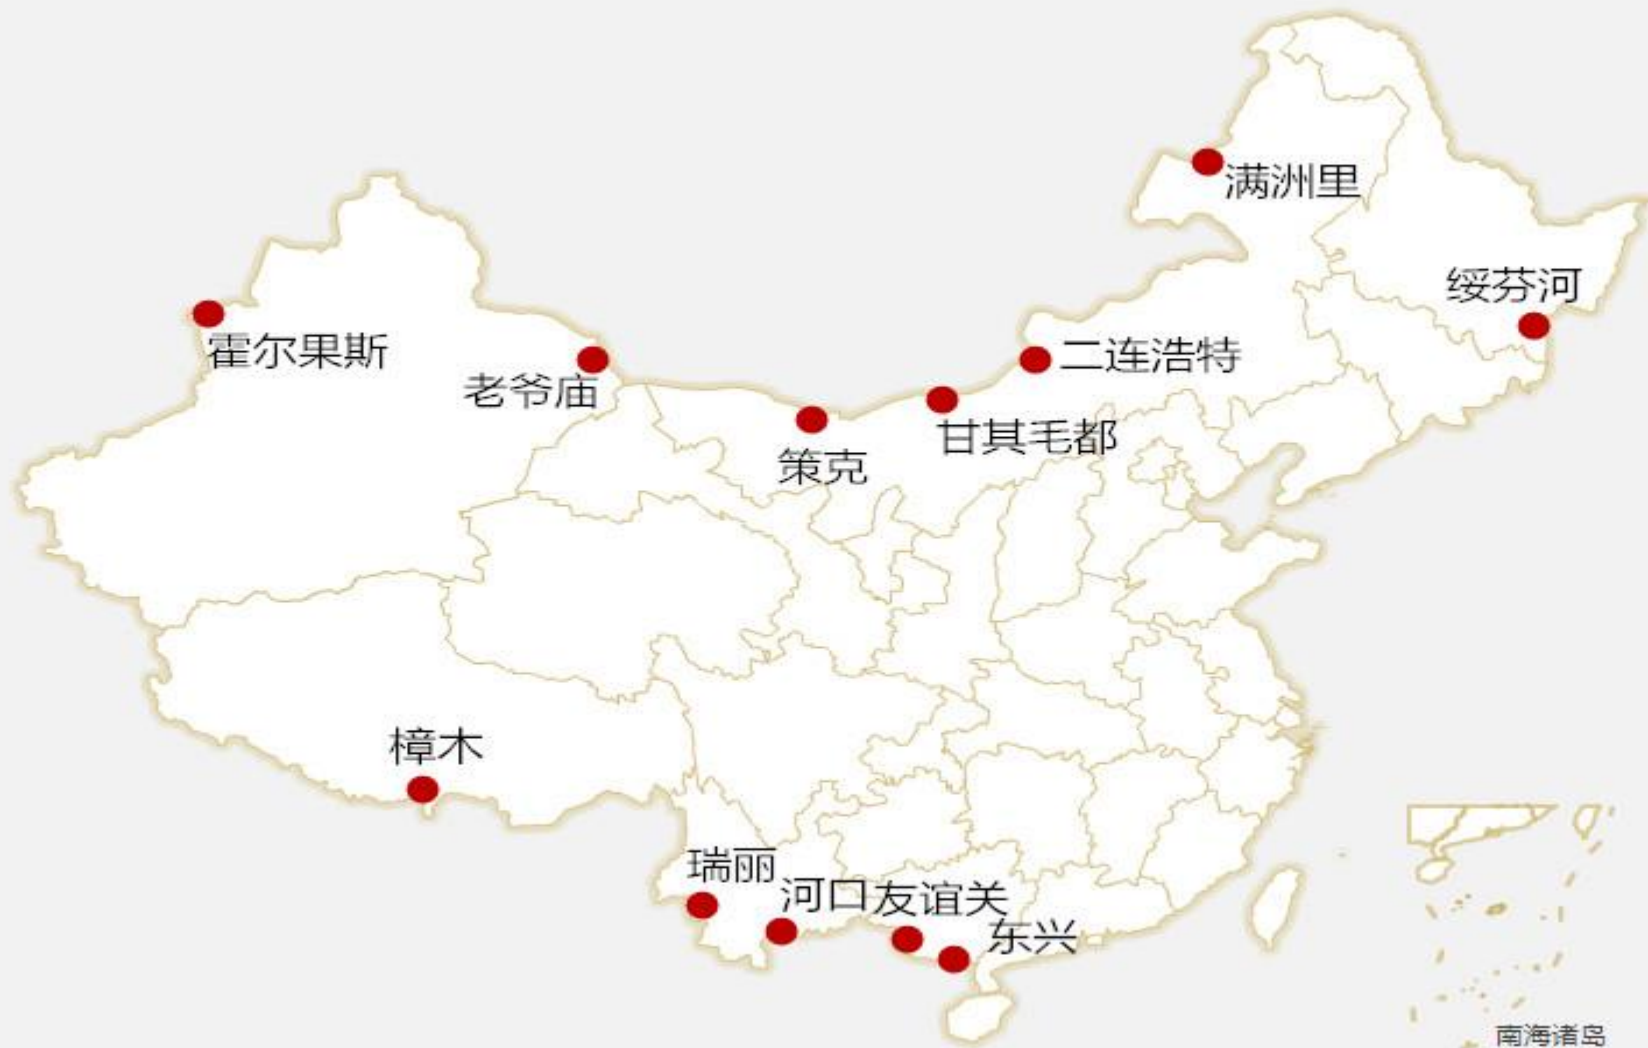 满洲里
绥芬河
霍尔果斯
二连浩特
老爷庙
甘其毛都
策克
樟木
瑞丽
河口
友谊关
东兴
南海诸岛